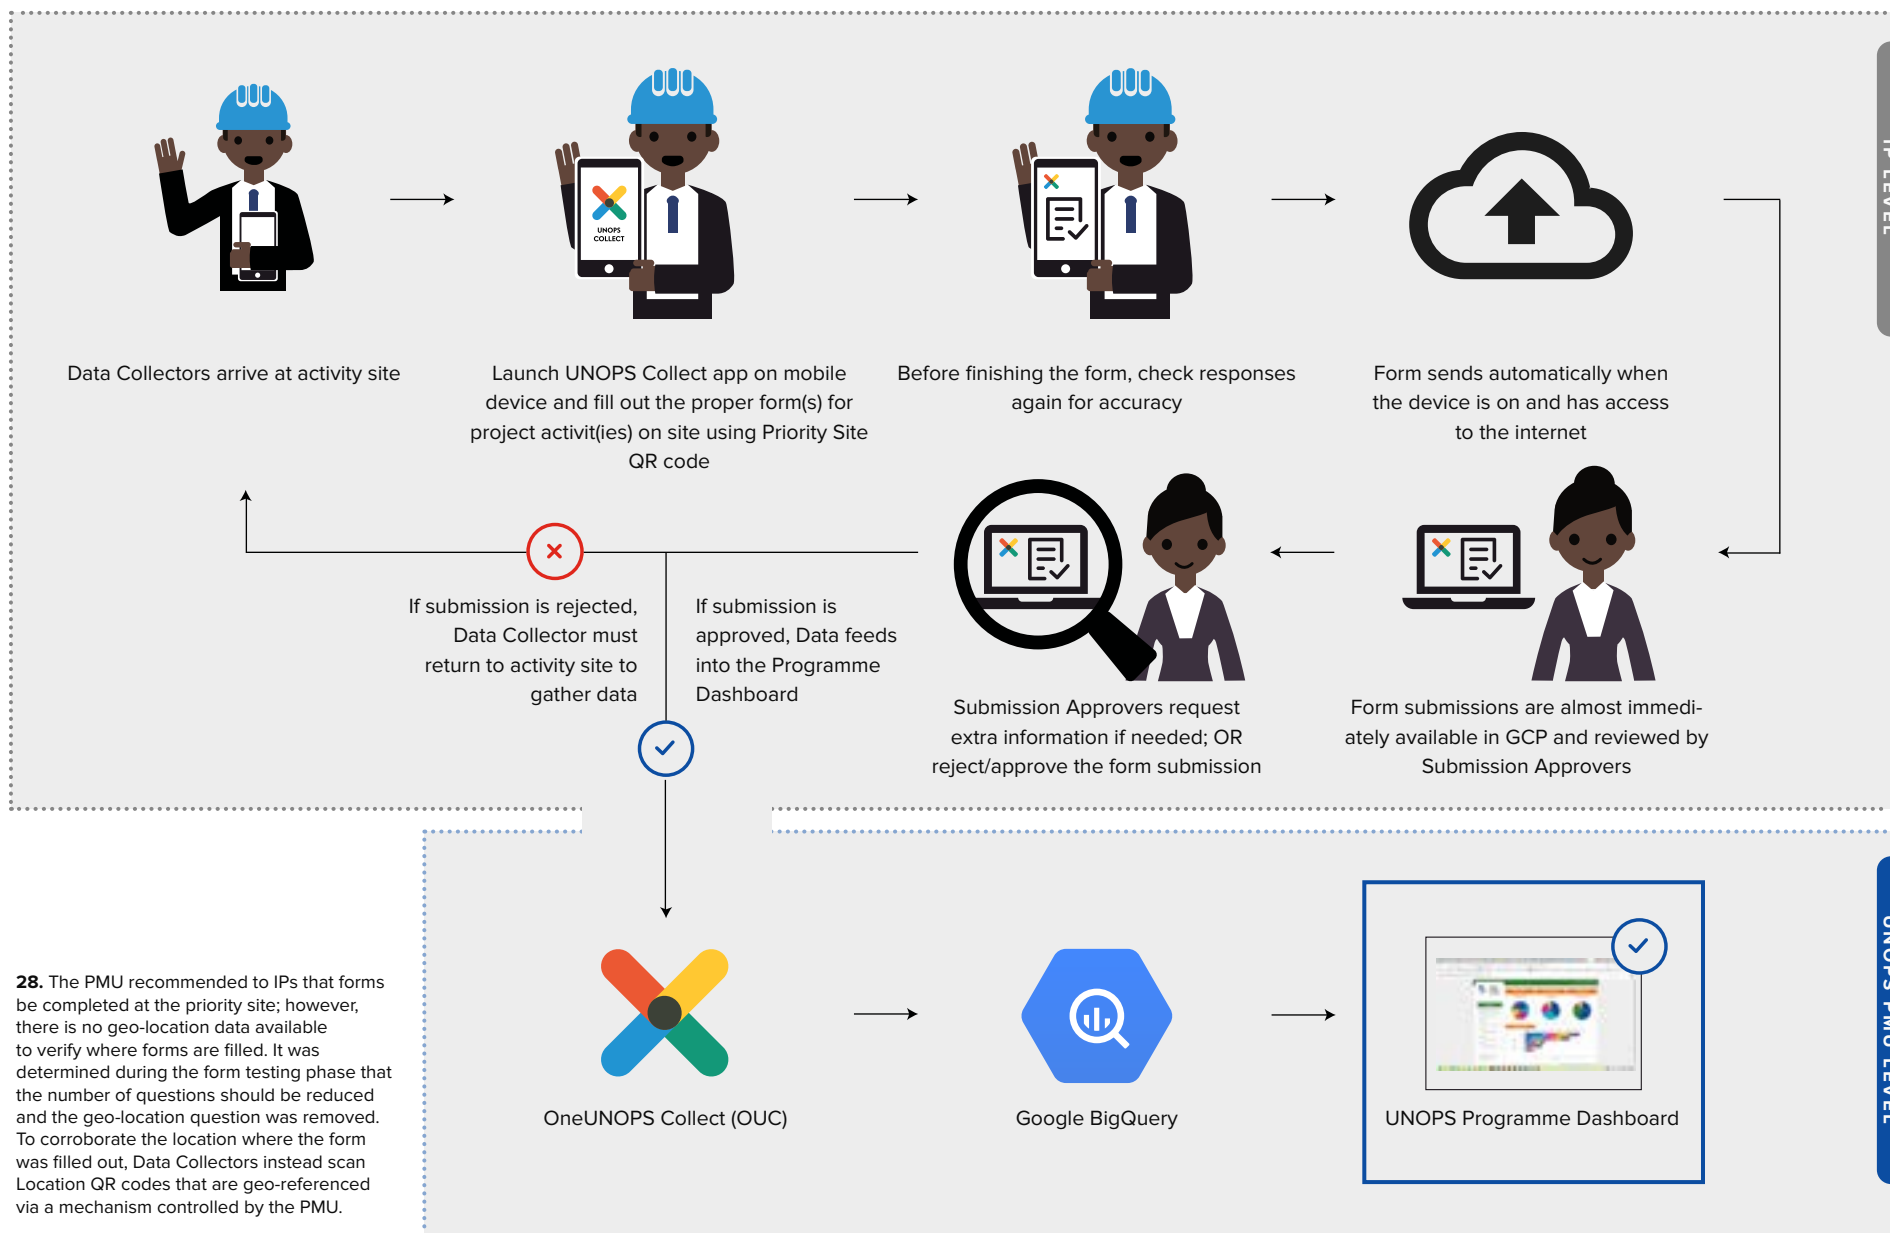 IP LEVEL
UNOPS
COLLECT
Data Collectors arrive at activity site
Launch UNOPS Collect app on mobile
device and fill out the proper form(s) for
project activit(ies) on site using Priority Site
QR code
Before finishing the form, check responses
again for accuracy
Form sends automatically when
the device is on and has access
to the internet
If submission is rejected,
Data Collector must
return to activity site to
gather data
If submission is
approved, Data feeds
into the Programme
Dashboard
Submission Approvers request
extra information if needed; OR
reject/approve the form submission
Form submissions are almost immedi-
ately available in GCP and reviewed by
Submission Approvers
UNOPS PMU LEVEL
OneUNOPS Collect (OUC)
Google BigQuery
UNOPS Programme Dashboard
28. The PMU recommended to IPs that forms
be completed at the priority site; however,
there is no geo-location data available
to verify where forms are filled. It was
determined during the form testing phase that
the number of questions should be reduced
and the geo-location question was removed.
To corroborate the location where the form
was filled out, Data Collectors instead scan
Location QR codes that are geo-referenced
via a mechanism controlled by the PMU.